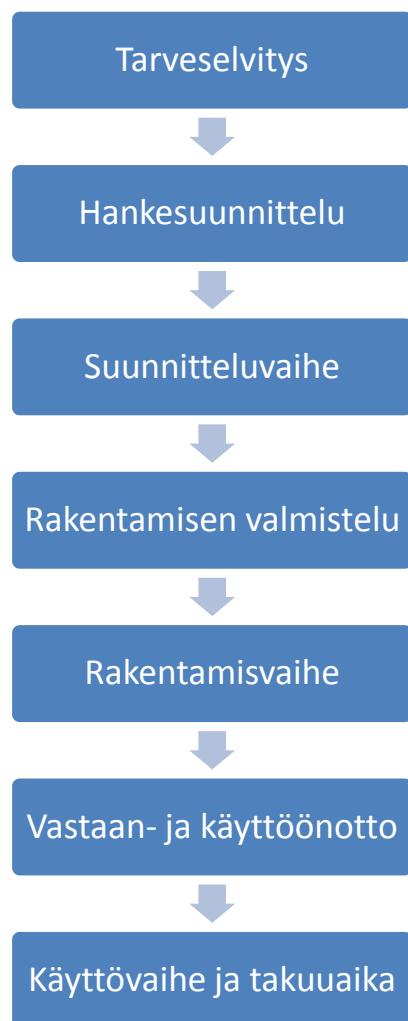 Tarveselvitys
Hankesuunnittelu
Suunnitteluvaihe
Rakentamisen valmistelu
Rakentamisvaihe
Vastaan- ja käyttöönotto
Käyttövaihe ja takuuaika